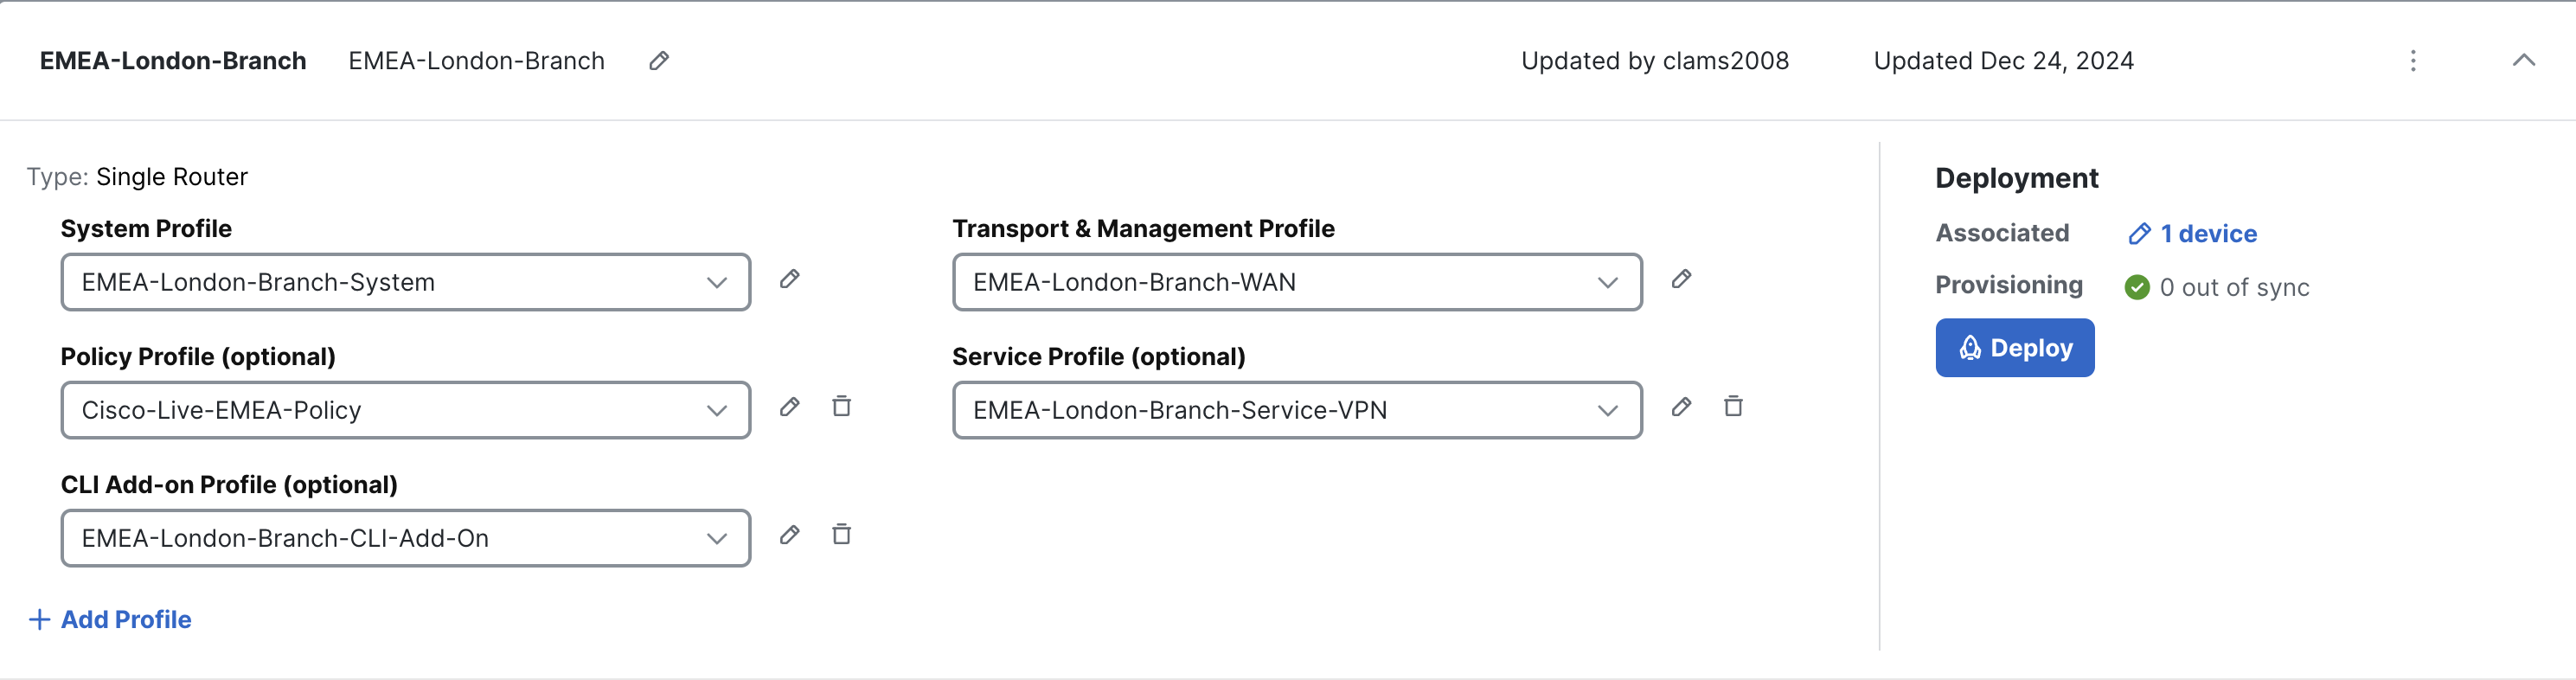 EMEA-London-Branch EMEA-London-Branch Updated by clams2008 Updated Dec 24, 2024
Type: Single Router
System Profile
EMEA-London-Branch-System
Transport & Management Profile
EMEA-London-Branch-WAN
Policy Profile (optional)
Cisco-Live-EMEA-Policy
Service Profile (optional)
EMEA-London-Branch-Service-VPN
CLI Add-on Profile (optional)
EMEA-London-Branch-CLI-Add-On
Add Profile
Deployment
Associated 1 device
Provisioning 0 out of sync
Deploy